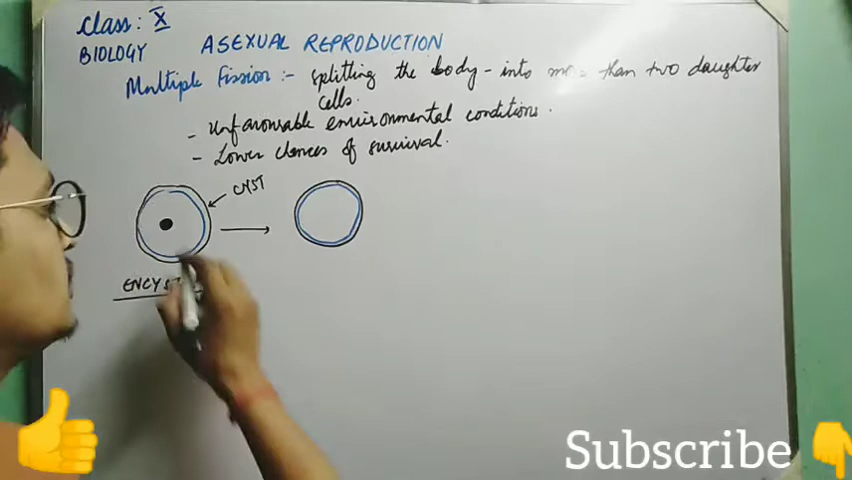 Class: X
BIOLOGY
ASEXUAL REPRODUCTION
Multiple Fission :- splitting the body - into more than two daughter
cells.
- Unfavourable environmental conditions.
- Lower chances of survival.
CYST
Subscribe